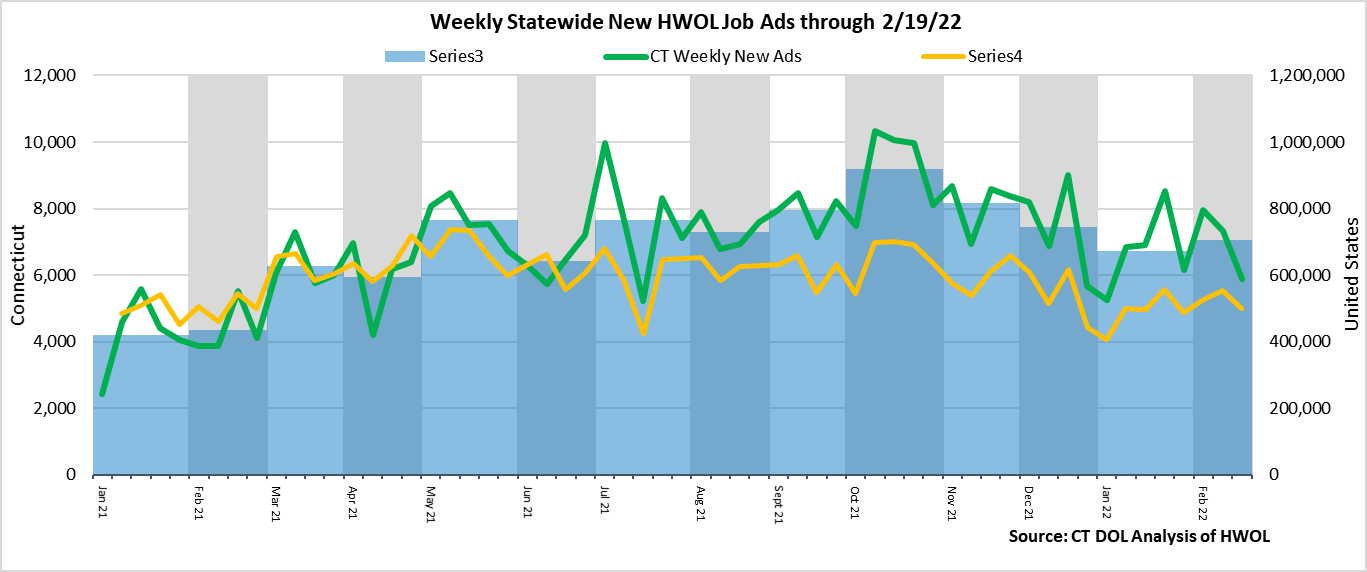 Weekly Statewide New HWOL Job Ads through 2/19/22
Series3 CT Weekly New Ads Series4
12,000
10,000
8,000
6,000
4,000
2,000
0
Connecticut
1,200,000
1,000,000
800,000
600,000
400,000
200,000
0
United States
Jan 21
Feb 21
Mar 21
Apr 21
May 21
Jun 21
Jul 21
Aug 21
Sept 21
Oct 21
Nov 21
Dec 21
Jan 22
Feb 22
Source: CT DOL Analysis of HWOL